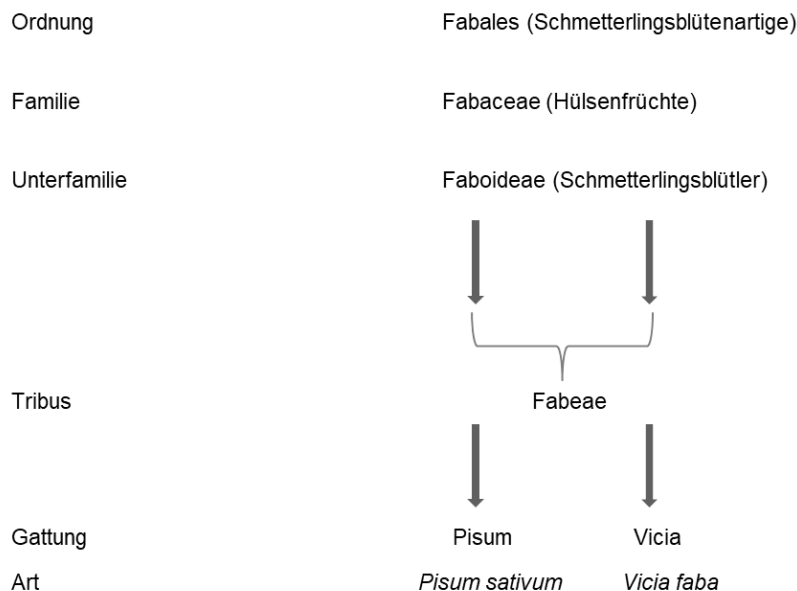 Ordnung Fabales (Schmetterlingsblütenartige)
Familie Fabaceae (Hülsenfrüchte)
Unterfamilie Faboideae (Schmetterlingsblütler)
Tribus Fabeae
Gattung Pisum Vicia
Art Pisum sativum Vicia faba